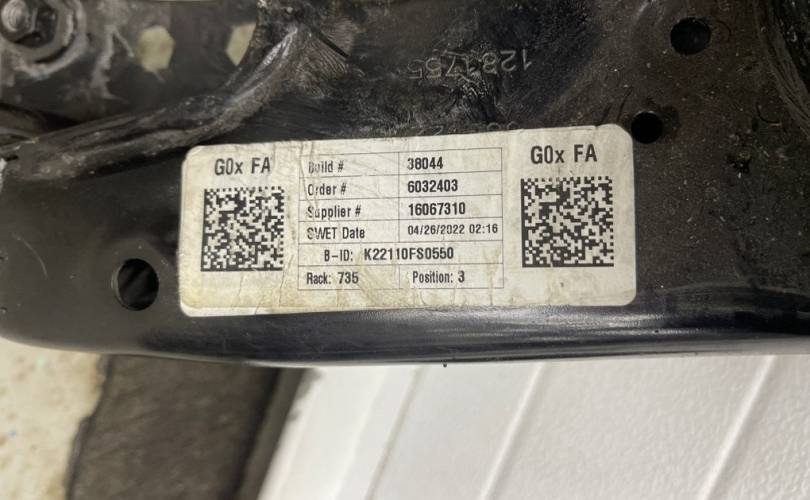 1281755
G0x FA
Build # 38044
Order # 6032403
Supplier # 16067310
SWET Date 04/26/2022 02:16
B-ID: K22110FS0550
Rack: 735 Position: 3
G0x FA